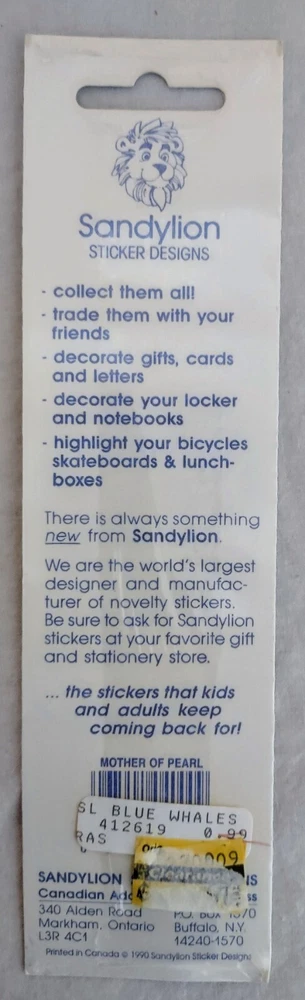 Sandylion
STICKER DESIGNS
- collect them all!
- trade them with your
friends
- decorate gifts, cards
and letters
- decorate your locker
and notebooks
- highlight your bicycles
skateboards & lunch-
boxes
There is always something
new from Sandylion.
We are the world's largest
designer and manufac-
turer of novelty stickers.
Be sure to ask for Sandylion
stickers at your favorite gift
and stationery store.
... the stickers that kids
and adults keep
coming back for!
MOTHER OF PEARL
SL BLUE WHALES
412619 0.99
RAS
SANDYLION
Canadian
340 Alden Road
Markham, Ontario
L3R 4C1
P.O. Box 1570
Buffalo, N.Y.
14240-1570
Printed in Canada © 1990 Sandylion Sticker Designs